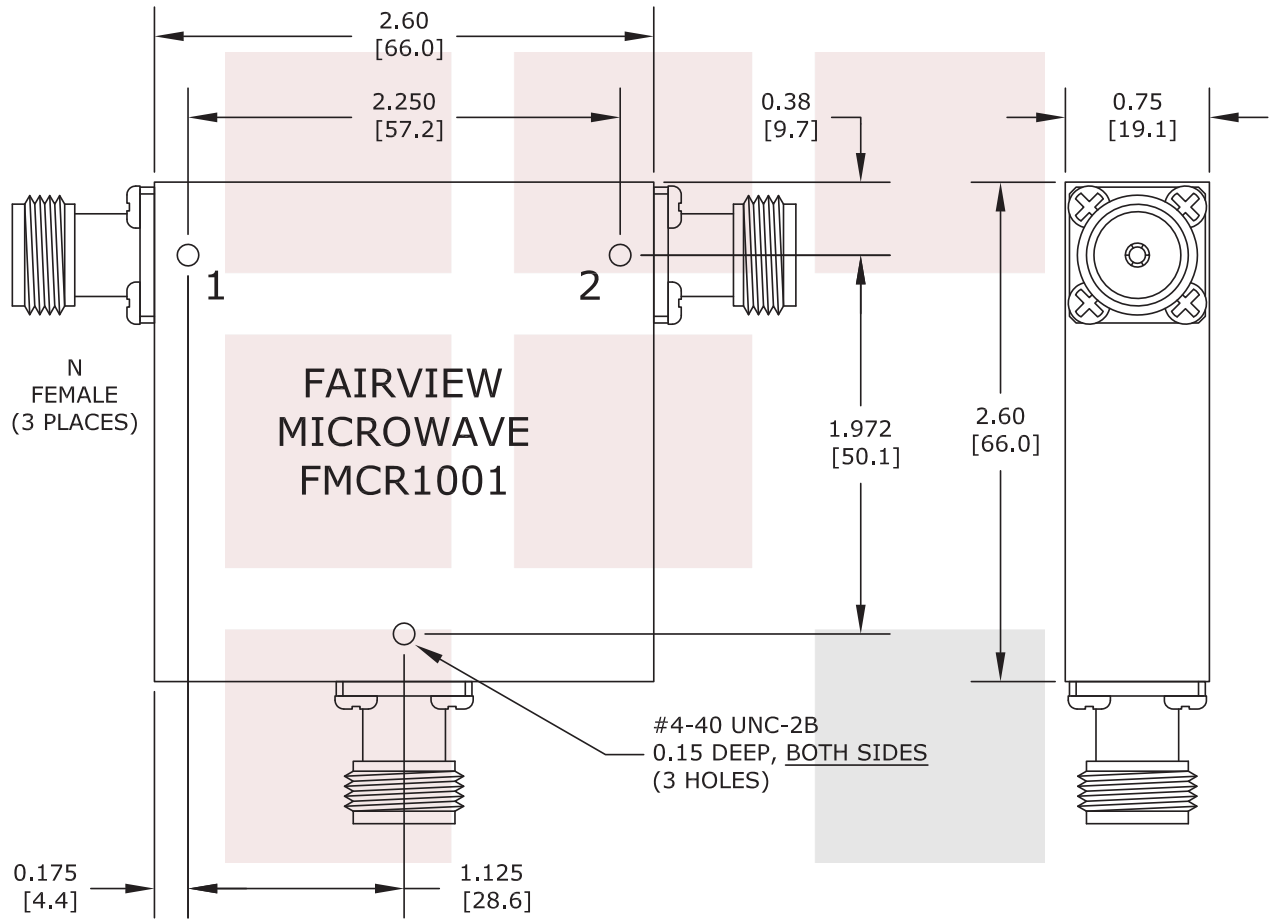 2.60
[66.0]
2.250
[57.2]
0.38
[9.7]
0.75
[19.1]
1
2
N
FEMALE
(3 PLACES)
FAIRVIEW
MICROWAVE
FMCR1001
1.972
[50.1]
2.60
[66.0]
#4-40 UNC-2B
0.15 DEEP, BOTH SIDES
(3 HOLES)
0.175
[4.4]
1.125
[28.6]